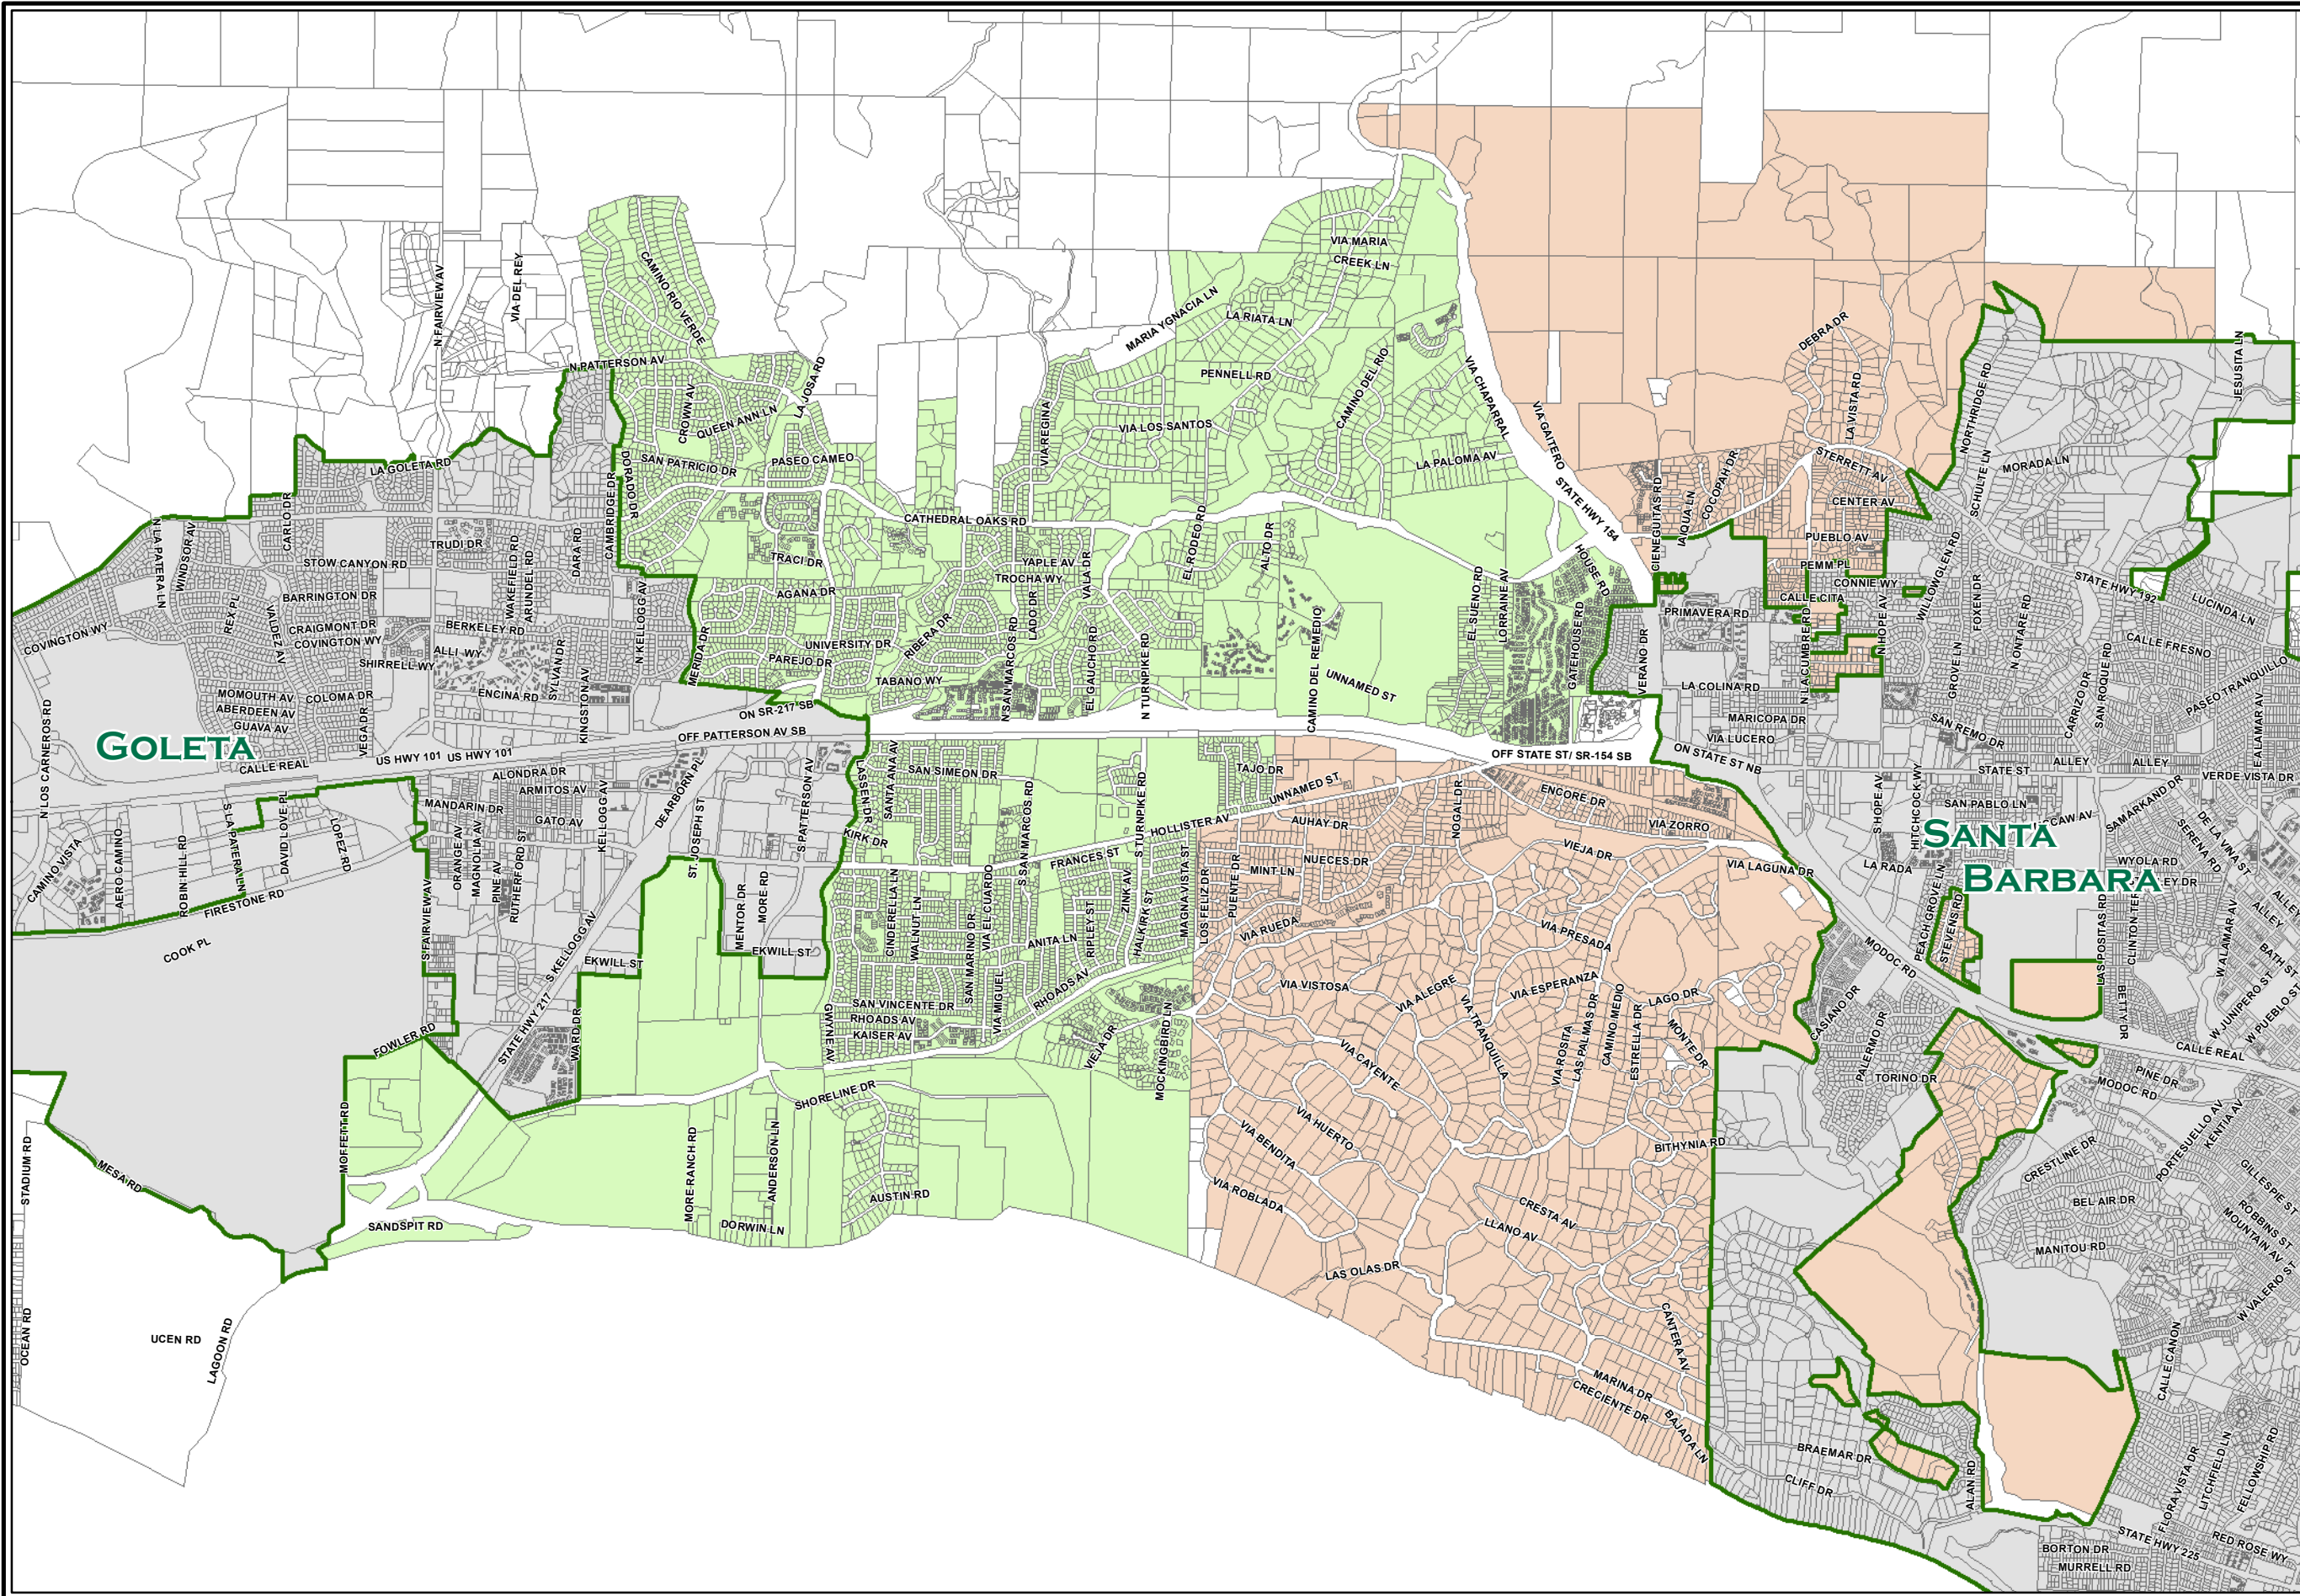 VIA MARIA
CREEK LN
CAMINO RIO VERDE
N FAIRVIEW AV
VIA DEL REY
MARIA YGNACIA LN
LA RIATA LN
DEBRA DR
JESUSITA LN
N PATTERSON AV
LA JOSA RD
PENNELL RD
CAMINO DEL RIO
VIA CHAPARRAL
LA VISTA RD
NORTHRIDGE RD
CROWN AV
QUEEN ANN LN
VIA REGINA
VIA LOS SANTOS
VIA GAITERO
LA GOLETA RD
DORADO DR
SAN PATRICIO DR
PASEO CAMEO
LA PALOMA AV
STERRETT AV
MORADA LN
SCHULTE LN
CENTER AV
STATE HWY 154
CIENEGUITAS RD
IA IQUA LN
COCOPAH DR
N LA PATERA LN
WINDSOR AV
CARLO DR
CAMBRIDGE DR
CATHEDRAL OAKS RD
EL RODEO RD
ALTO DR
PUEBLO AV
TRUDI DR
STOW CANYON RD
WAKEFIELD RD
ARUNDEL RD
DARA RD
TRACI DR
YAPLE AV
TROCHA WY
VALA DR
HOUSE RD
PEMM PL
CONNIE WY
CALLE CITA
WILLOWGLEN RD
FOXEN DR
N ONTARE RD
STATE HWY 192
LUCINDA LN
BARRINGTON DR
REX PL
VALDEZ AV
CRAIGMONT DR
COVINGTON WY
COVINGTON WY
BERKELEY RD
N KELLOGG AV
AGANA DR
RIBERA DR
LADO DR
EL SUENO RD
LORRAINE AV
GATEHOUSE RD
PRIMAVERA RD
N LA CUMBRE RD
N HOPE AV
CALLE FRESNO
SHIRRELL WY
ALLI WY
SYLVAN DR
MERIDA DR
UNIVERSITY DR
PAREJO DR
N SAN MARCOS RD
EL GAUCHO RD
N TURNPIKE RD
CAMINO DEL REMEDIO
UNNAMED ST
VERANO DR
GROVE LN
SAN ROQUE RD
PASEO TRANQUILLO
MOMOUTH AV
COLOMA DR
ENCINA RD
KINGSTON AV
TABANO WY
LA COLINA RD
CARRIZO DR
ABERDEEN AV
GUAVA AV
VEGA DR
ON SR-217 SB
MARICOPA DR
SAN REMO DR
E ALAMAR AV
N LOS CARNEROS RD
GOLETA
US HWY 101
US HWY 101
OFF PATTERSON AV SB
OFF STATE ST/ SR-154 SB
VIA LUCERO
ON STATE ST NB
ALLEY
ALLEY
STATE ST
VERDE VISTA DR
CALLE REAL
ALONDRA DR
ARMITOS AV
DEARBORN PL
S PATTERSON AV
LASSEN DR
SANTA ANA AV
SAN SIMEON DR
S SAN MARCOS RD
S TURNPIKE RD
TAJO DR
UNNAMED ST
NOGAL DR
ENCORE DR
S HOPE AV
HITCHCOCK WY
SAN PABLO LN
SAMARKAND DR
DE LA VINA ST
MANDARIN DR
GATO AV
KELLOGG AV
ST. JOSEPH ST
KIRK DR
HOLLISTER AV
AUHAY DR
VIA ZORRO
SANTA
BARBARA
SERENA RD
S LA PATERA LN
DAVID LOVE PL
LOPEZ RD
ORANGE AV
MAGNOLIA AV
PINE AV
RUTHERFORD ST
FRANCES ST
NUECES DR
MINT LN
VIEJA DR
VIA LAGUNA DR
LA RADA
WYOLA RD
CAMINO VISTA
AERO CAMINO
ROBIN HILL RD
FIRESTONE RD
MENTOR DR
MORE RD
CINDERELLA LN
WALNUT LN
SAN MARINO DR
VIA EL CUARDO
ZINK AV
RIPLEY ST
HALKIRK ST
MAGNA VISTA ST
LOS FELIZ DR
PUENTE DR
PEACHGROVE LN
STEVENS RD
LAS POSITAS RD
CLINTON TER
W ALAMAR AV
ALLEY
ALLEY
BATH ST
COOK PL
S FAIRVIEW AV
S KELLOGG AV
EKWILL ST
EKWILL ST
ANITA LN
VIA RUEDA
VIA PRESADA
MODOC RD
BETTY DR
W JUNIPERO ST
W PUEBLO ST
FOWLER RD
STATE HWY 217
WARD DR
GWYNE AV
SAN VINCENTE DR
RHOADS AV
KAISER AV
VIA MIGUEL
RHOADS AV
VIEJA DR
MOCKINGBIRD LN
VIA VISTOSA
VIA ALEGRE
VIA TRANQUILLA
VIA ESPERANZA
VIA ROSITA
LAS PALMAS DR
CAMINO MEDIO
ESTRELLA DR
LAGO DR
MONTE DR
CASIANO DR
PALERMO DR
TORINO DR
CALLE REAL
PINE DR
MODOC RD
STADIUM RD
MESA RD
MOFFETT RD
SANDSPIT RD
SHORELINE DR
MORE RANCH RD
ANDERSON LN
DORWIN LN
AUSTIN RD
VIA CAYENTE
VIA HUERTO
VIA BENDITA
VIA ROBLADA
BITHYNIA RD
CRESTA AV
LLANO AV
LAS OLAS DR
CRESTLINE DR
PORTESUELLO AV
KENTIA AV
GILLESPIE ST
BEL AIR DR
ROBBINS ST
MOUNTAIN AV
MANITOU RD
W VALERIO ST
OCEAN RD
UCEN RD
LAGOON RD
CANTERA AV
MARINA DR
CRECIENTE DR
BAJADA LN
CALLE CANON
BRAEMAR DR
CLIFF DR
ALAN RD
FLORA VISTA DR
LITCHFIELD LN
FELLOWSHIP RD
STATE HWY 225
RED ROSE WY
BORTON DR
MURRELL RD